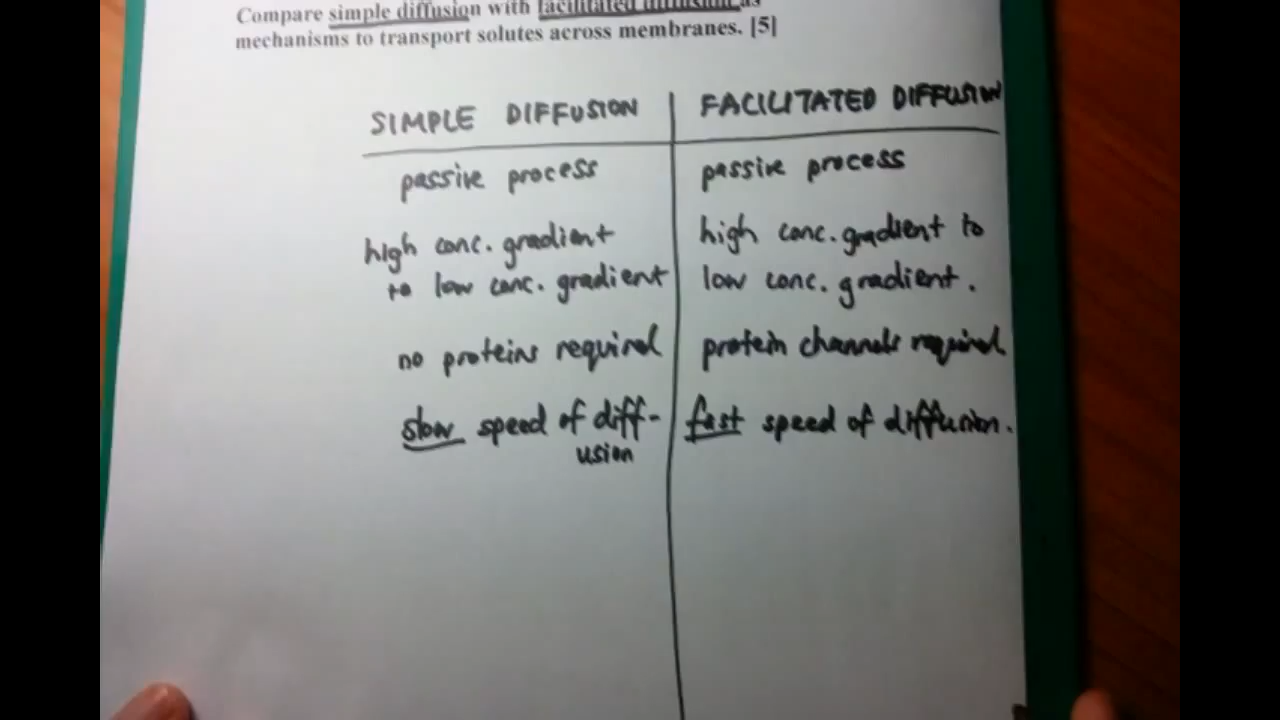 Compare simple diffusion with facilitated diffusion as
mechanisms to transport solutes across membranes. [5]
SIMPLE DIFFUSION | FACILITATED DIFFUSION
passive process | passive process
high conc. gradient | high conc. gradient to
to low conc. gradient | low conc. gradient.
no proteins required | protein channels required
slow speed of diff- | fast speed of diffusion.
usion